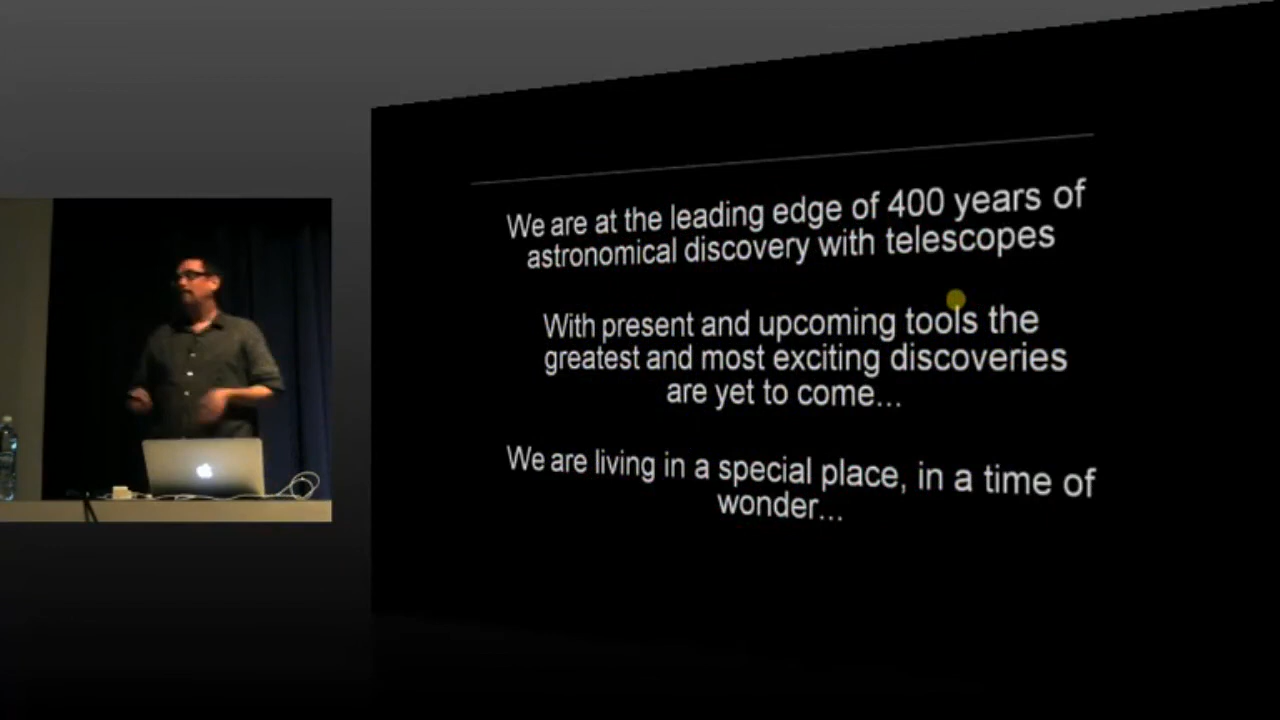 We are at the leading edge of 400 years of
astronomical discovery with telescopes
With present and upcoming tools the
greatest and most exciting discoveries
are yet to come...
We are living in a special place, in a time of
wonder...